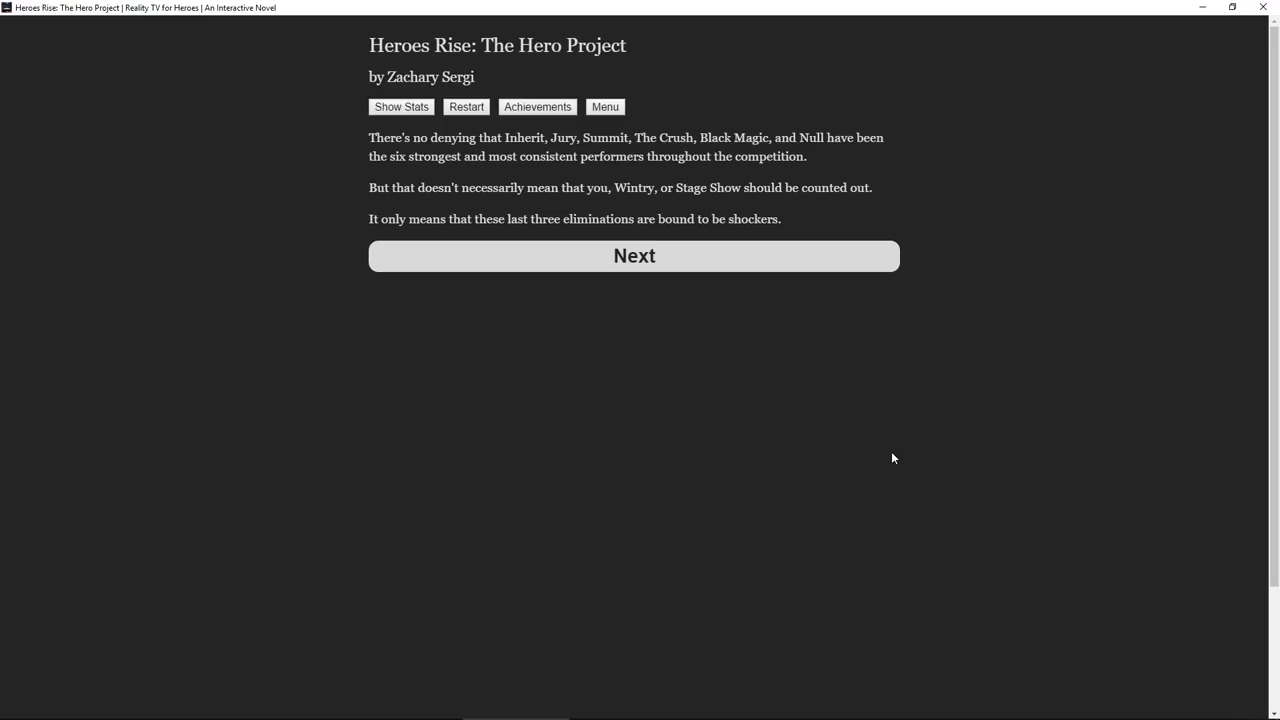 Heroes Rise: The Hero Project | Reality TV for Heroes | An Interactive Novel
Heroes Rise: The Hero Project
by Zachary Sergi
Show Stats Restart Achievements Menu
There's no denying that Inherit, Jury, Summit, The Crush, Black Magic, and Null have been
the six strongest and most consistent performers throughout the competition.
But that doesn't necessarily mean that you, Wintry, or Stage Show should be counted out.
It only means that these last three eliminations are bound to be shockers.
Next